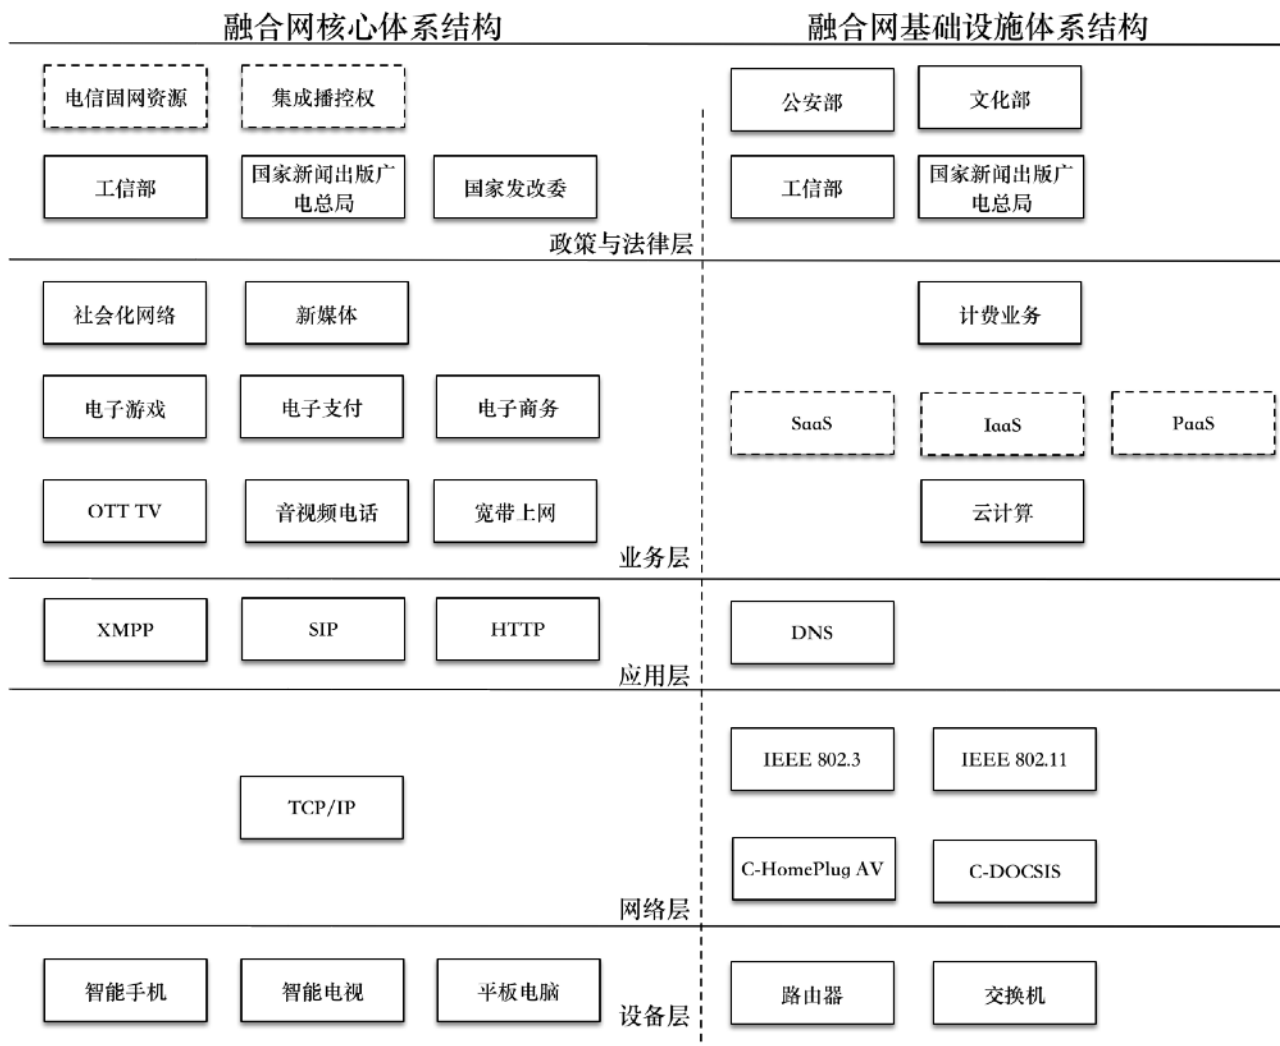 融合网核心体系结构
融合网基础设施体系结构
电信固网资源
集成播控权
公安部
文化部
工信部
国家新闻出版广
电总局
国家发改委
工信部
国家新闻出版广
电总局
政策与法律层
社会化网络
新媒体
计费业务
电子游戏
电子支付
电子商务
SaaS
IaaS
PaaS
OTT TV
音视频电话
宽带上网
云计算
业务层
XMPP
SIP
HTTP
DNS
应用层
IEEE 802.3
IEEE 802.11
TCP/IP
C-HomePlug AV
C-DOCSIS
网络层
智能手机
智能电视
平板电脑
路由器
交换机
设备层